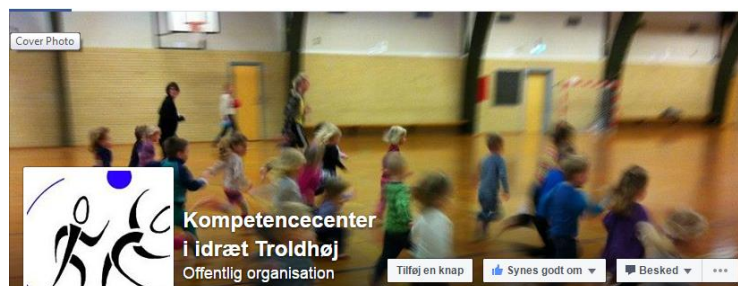 Cover Photo
Kompetencecenter
i idræt Troldhøj
Offentlig organisation
Tilføj en knap
Synes godt om
Besked